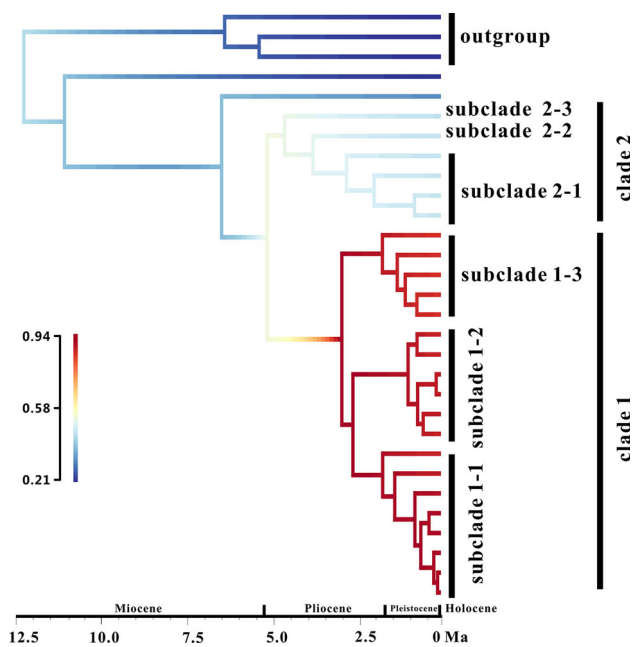 outgroup
subclade 2-3
subclade 2-2
subclade 2-1
clade 2
subclade 1-3
0.94
0.58
0.21
subclade 1-2
clade 1
subclade 1-1
Miocene Pliocene Pleistocene Holocene
12.5 10.0 7.5 5.0 2.5 0 Ma